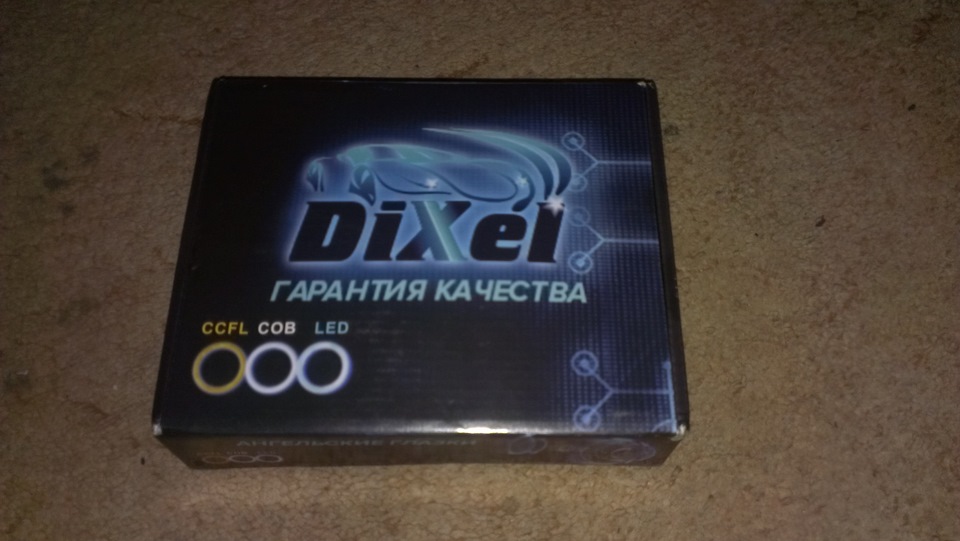 DiXel
ГАРАНТИЯ КАЧЕСТВА
CCFL COB LED
АНГЕЛЬСКИЕ ГЛАЗКИ